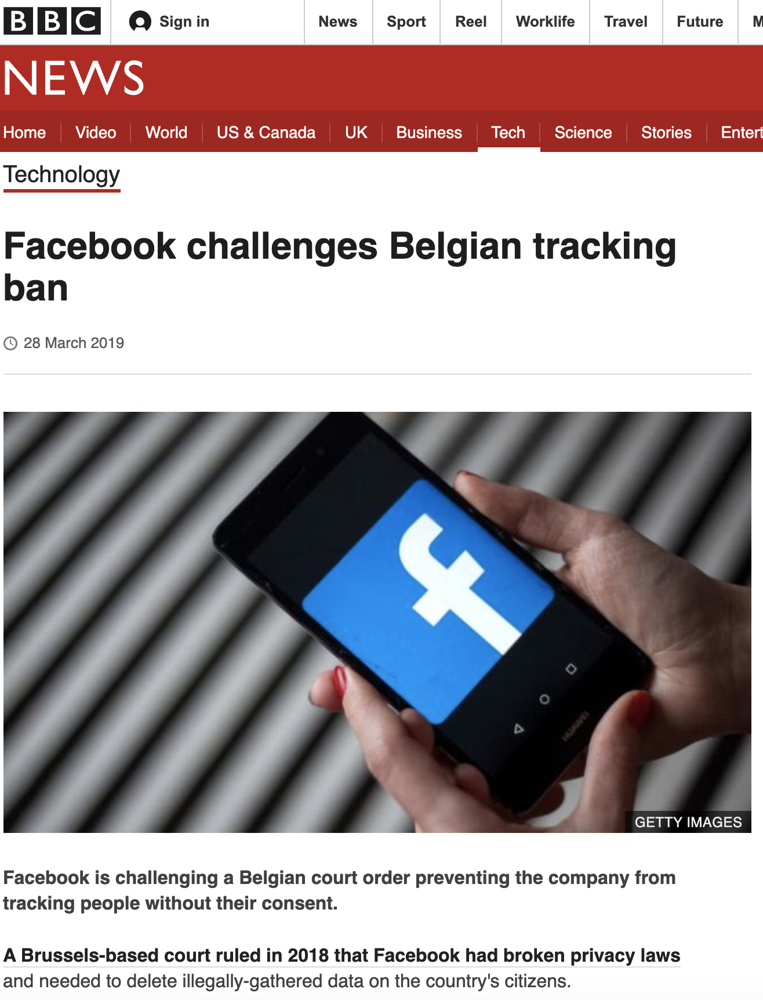 BBC Sign in News Sport Reel Worklife Travel Future
NEWS
Home Video World US & Canada UK Business Tech Science Stories
Technology
Facebook challenges Belgian tracking
ban
28 March 2019
f
HUAWEI
GETTY IMAGES
Facebook is challenging a Belgian court order preventing the company from
tracking people without their consent.
A Brussels-based court ruled in 2018 that Facebook had broken privacy laws
and needed to delete illegally-gathered data on the country's citizens.